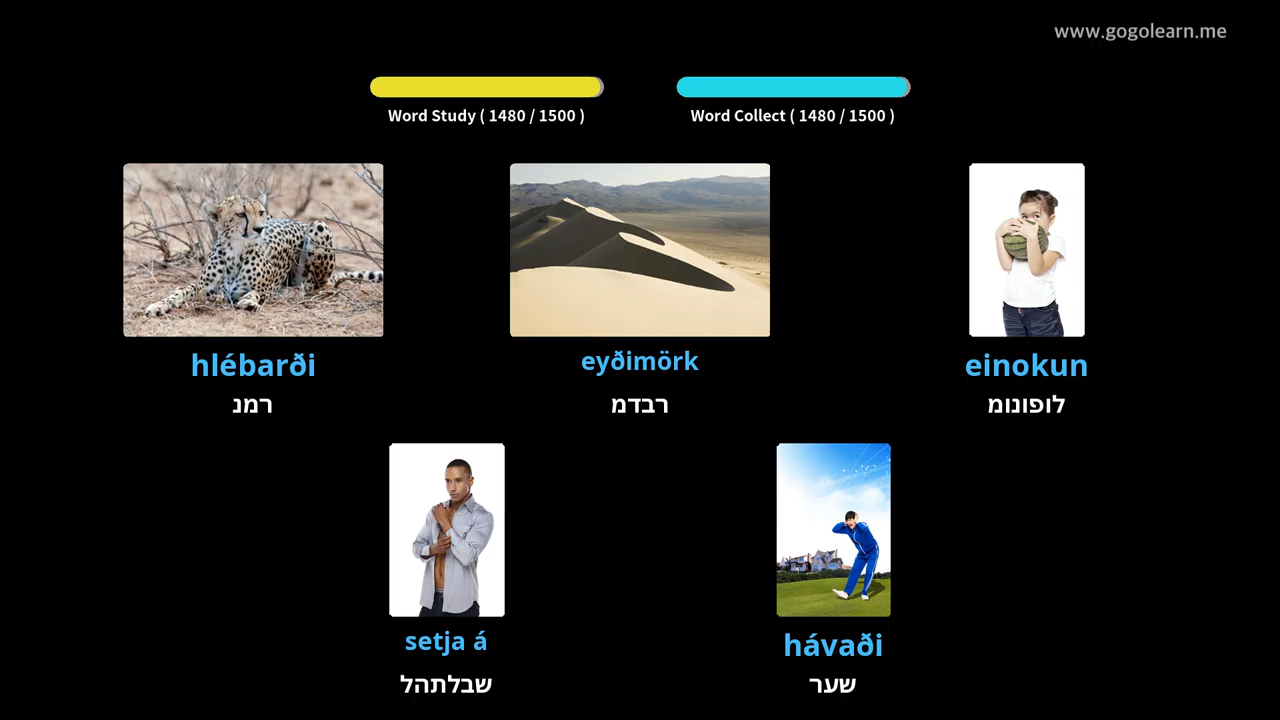 www.gogolearn.me
Word Study ( 1480 / 1500 )
Word Collect ( 1480 / 1500 )
hlébarði
רמנ
eyðimörk
רבדמ
einokun
לופונומ
setja á
שבלתהל
hávaði
שער